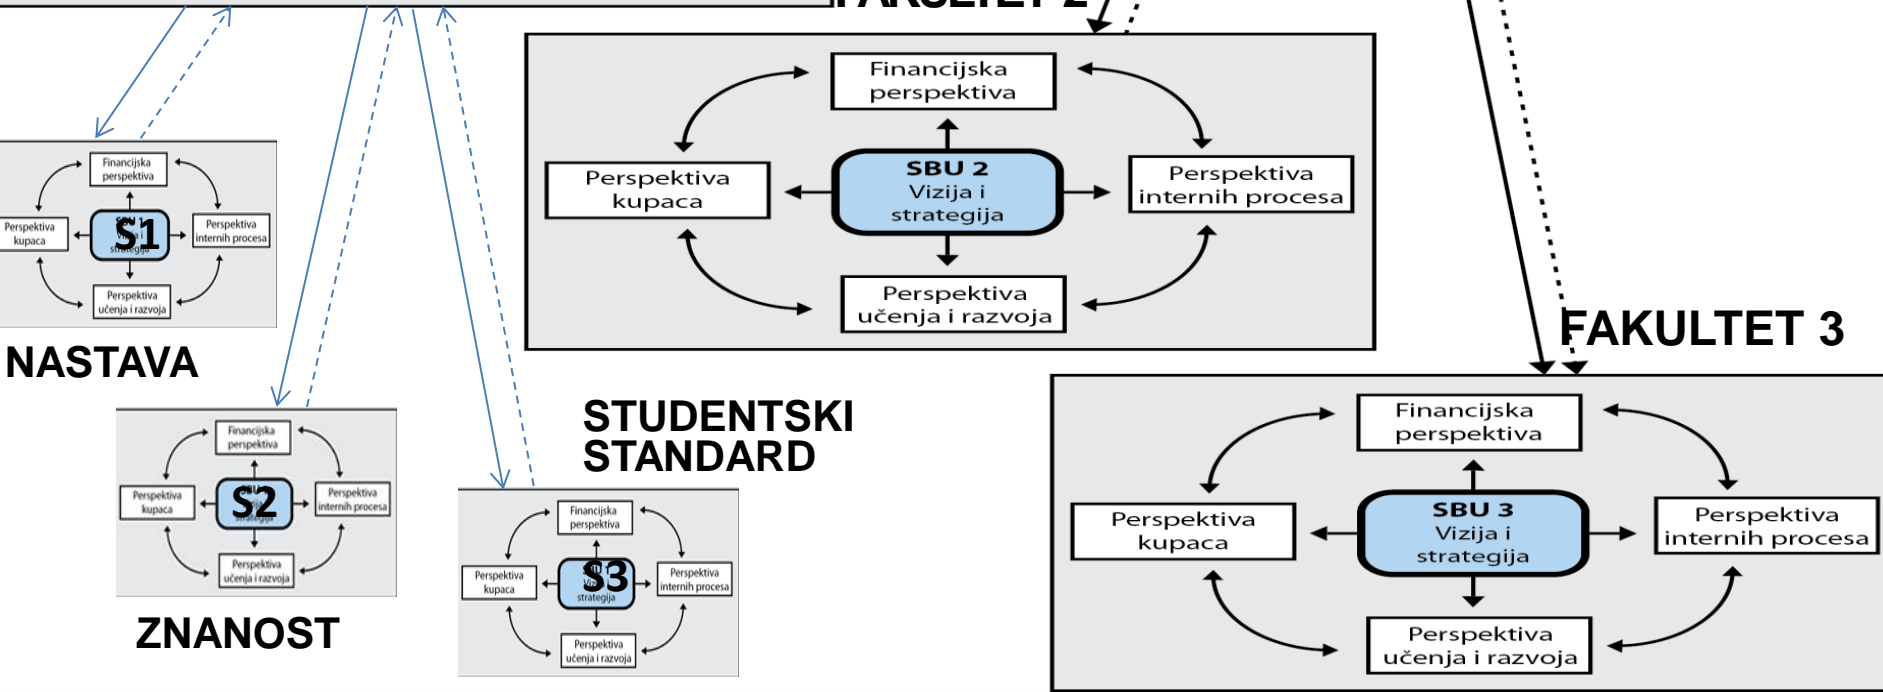 FAKULTET 2
Financijska
perspektiva
Perspektiva
kupaca
SBU 2
Vizija i
strategija
Perspektiva
internih procesa
Perspektiva
učenja i razvoja
Financijska
perspektiva
Perspektiva
kupaca
S1
strategija
Perspektiva
internih procesa
Perspektiva
učenja i razvoja
NASTAVA
FAKULTET 3
Financijska
perspektiva
Perspektiva
kupaca
SBU 3
Vizija i
strategija
Perspektiva
internih procesa
Perspektiva
učenja i razvoja
STUDENTSKI
STANDARD
Financijska
perspektiva
Perspektiva
kupaca
S2
strategija
Perspektiva
internih procesa
Perspektiva
učenja i razvoja
ZNANOST
Financijska
perspektiva
Perspektiva
kupaca
S3
strategija
Perspektiva
internih procesa
Perspektiva
učenja i razvoja